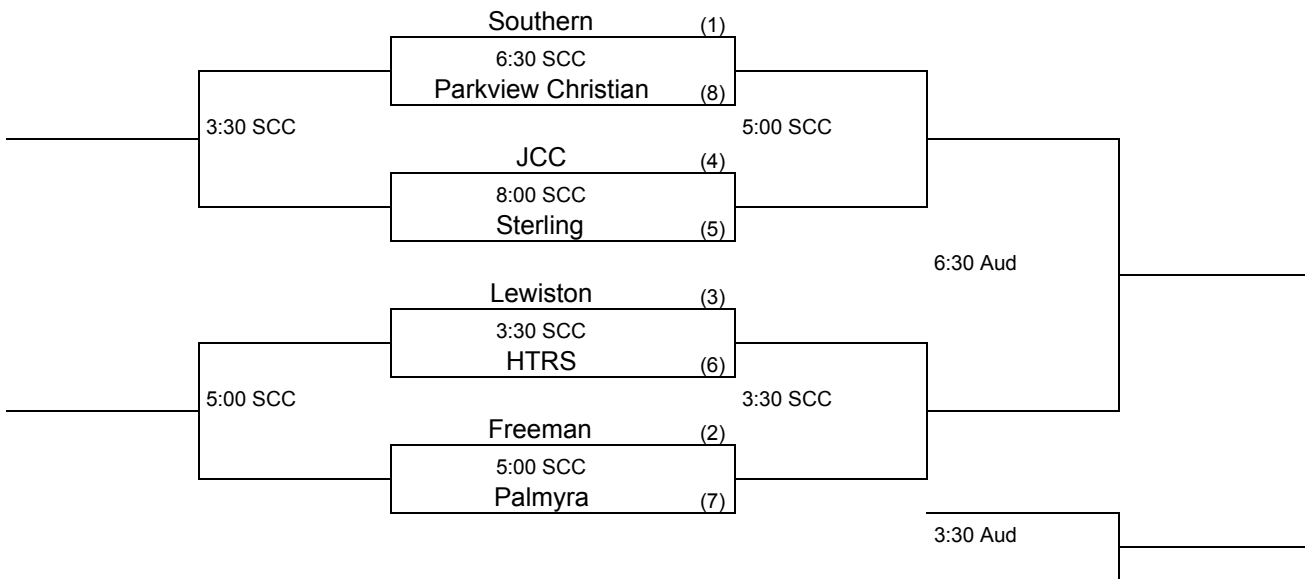 Southern (1)
6:30 SCC
Parkview Christian (8)
3:30 SCC
5:00 SCC
JCC (4)
8:00 SCC
Sterling (5)
6:30 Aud
Lewiston (3)
3:30 SCC
HTRS (6)
5:00 SCC
3:30 SCC
Freeman (2)
5:00 SCC
Palmyra (7)
3:30 Aud